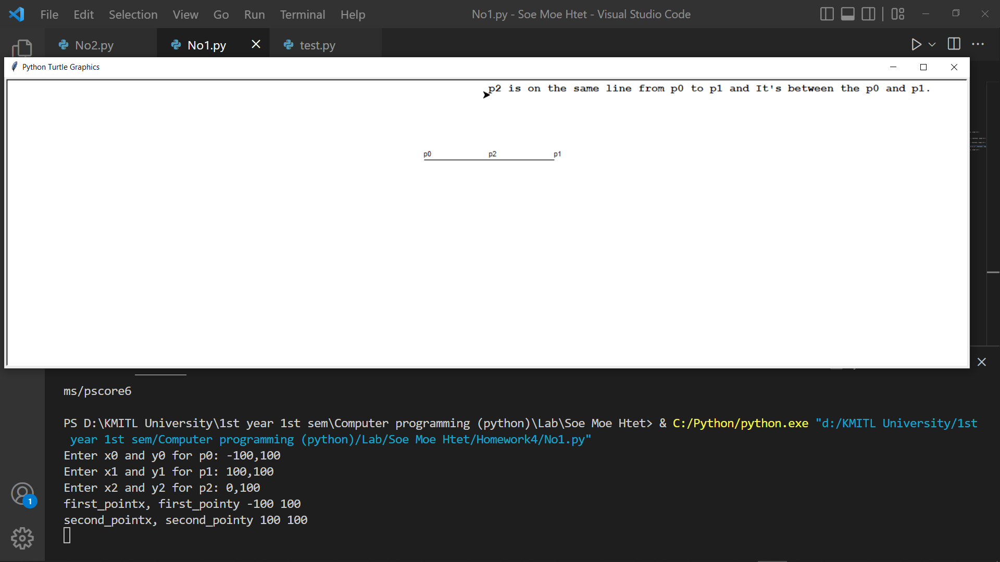 File Edit Selection View Go Run Terminal Help No1.py - Soe Moe Htet - Visual Studio Code
No2.py No1.py test.py
Python Turtle Graphics
p2 is on the same line from p0 to p1 and It's between the p0 and p1.
p0 p2 p1
ms/pscore6
PS D:\KMITL University\1st year 1st sem\Computer programming (python)\Lab\Soe Moe Htet> & C:/Python/python.exe "d:/KMITL University/1st
year 1st sem/Computer programming (python)/Lab/Soe Moe Htet/Homework4/No1.py"
Enter x0 and y0 for p0: -100,100
Enter x1 and y1 for p1: 100,100
Enter x2 and y2 for p2: 0,100
first_pointx, first_pointy -100 100
second_pointx, second_pointy 100 100
1